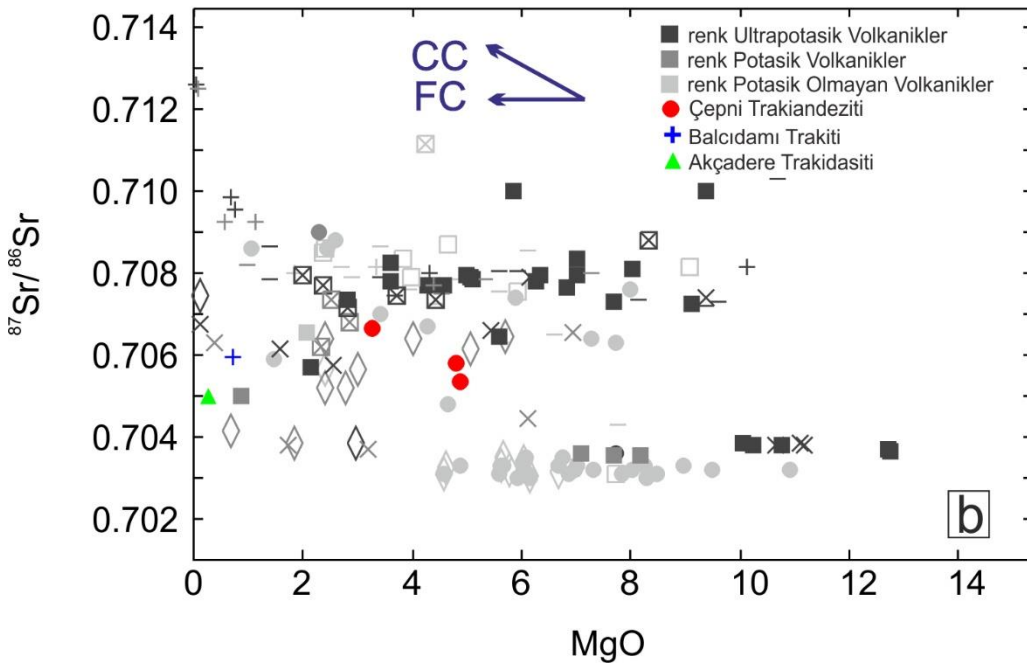 0.714
0.712
0.710
0.708
0.706
0.704
0.702
⁸⁷Sr/⁸⁶Sr
CC
FC
renk Ultrapotasik Volkanikler
renk Potasik Volkanikler
renk Potasik Olmayan Volkanikler
Çepni Trakiandeziti
Balcıdamı Trakiti
Akçadere Trakidasiti
b
0 2 4 6 8 10 12 14
MgO